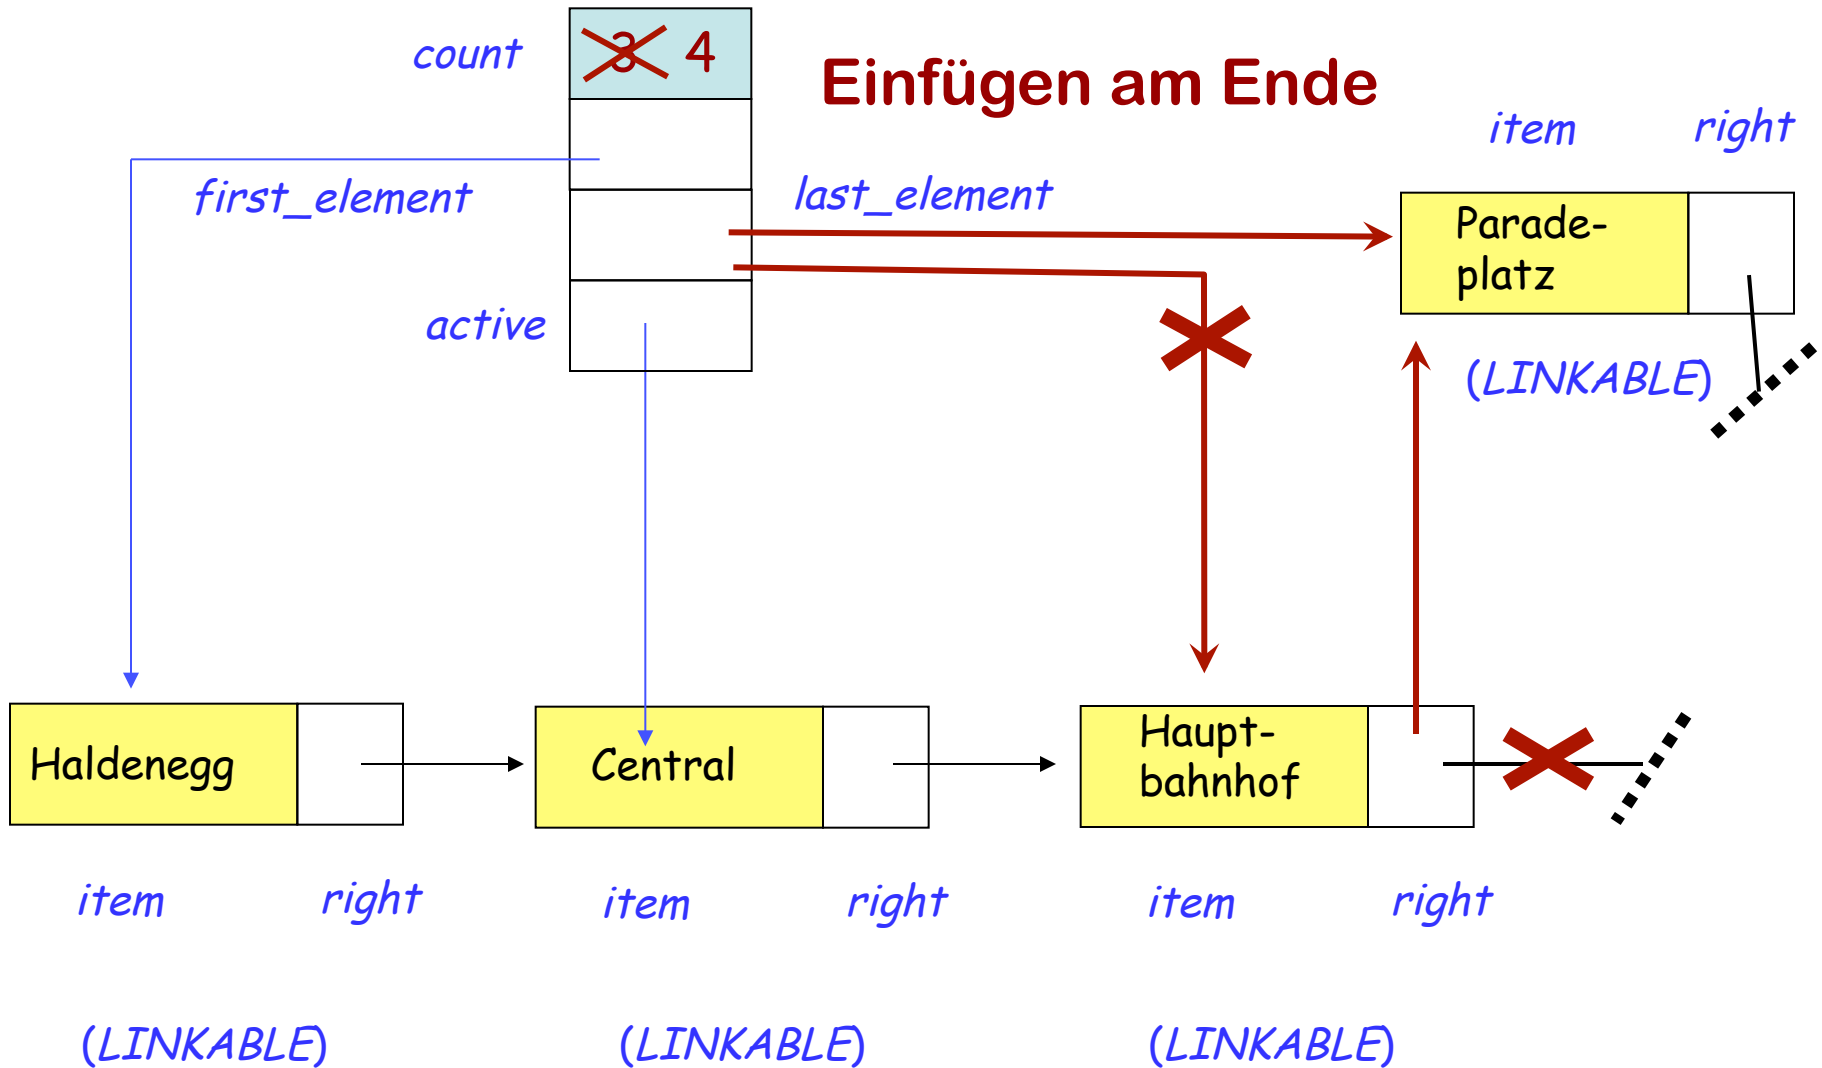 count
3 4
Einfügen am Ende
item right
first_element
last_element
Parade-
platz
active
(LINKABLE)
Haldenegg
Central
Haupt-
bahnhof
item right
item right
item right
(LINKABLE)
(LINKABLE)
(LINKABLE)